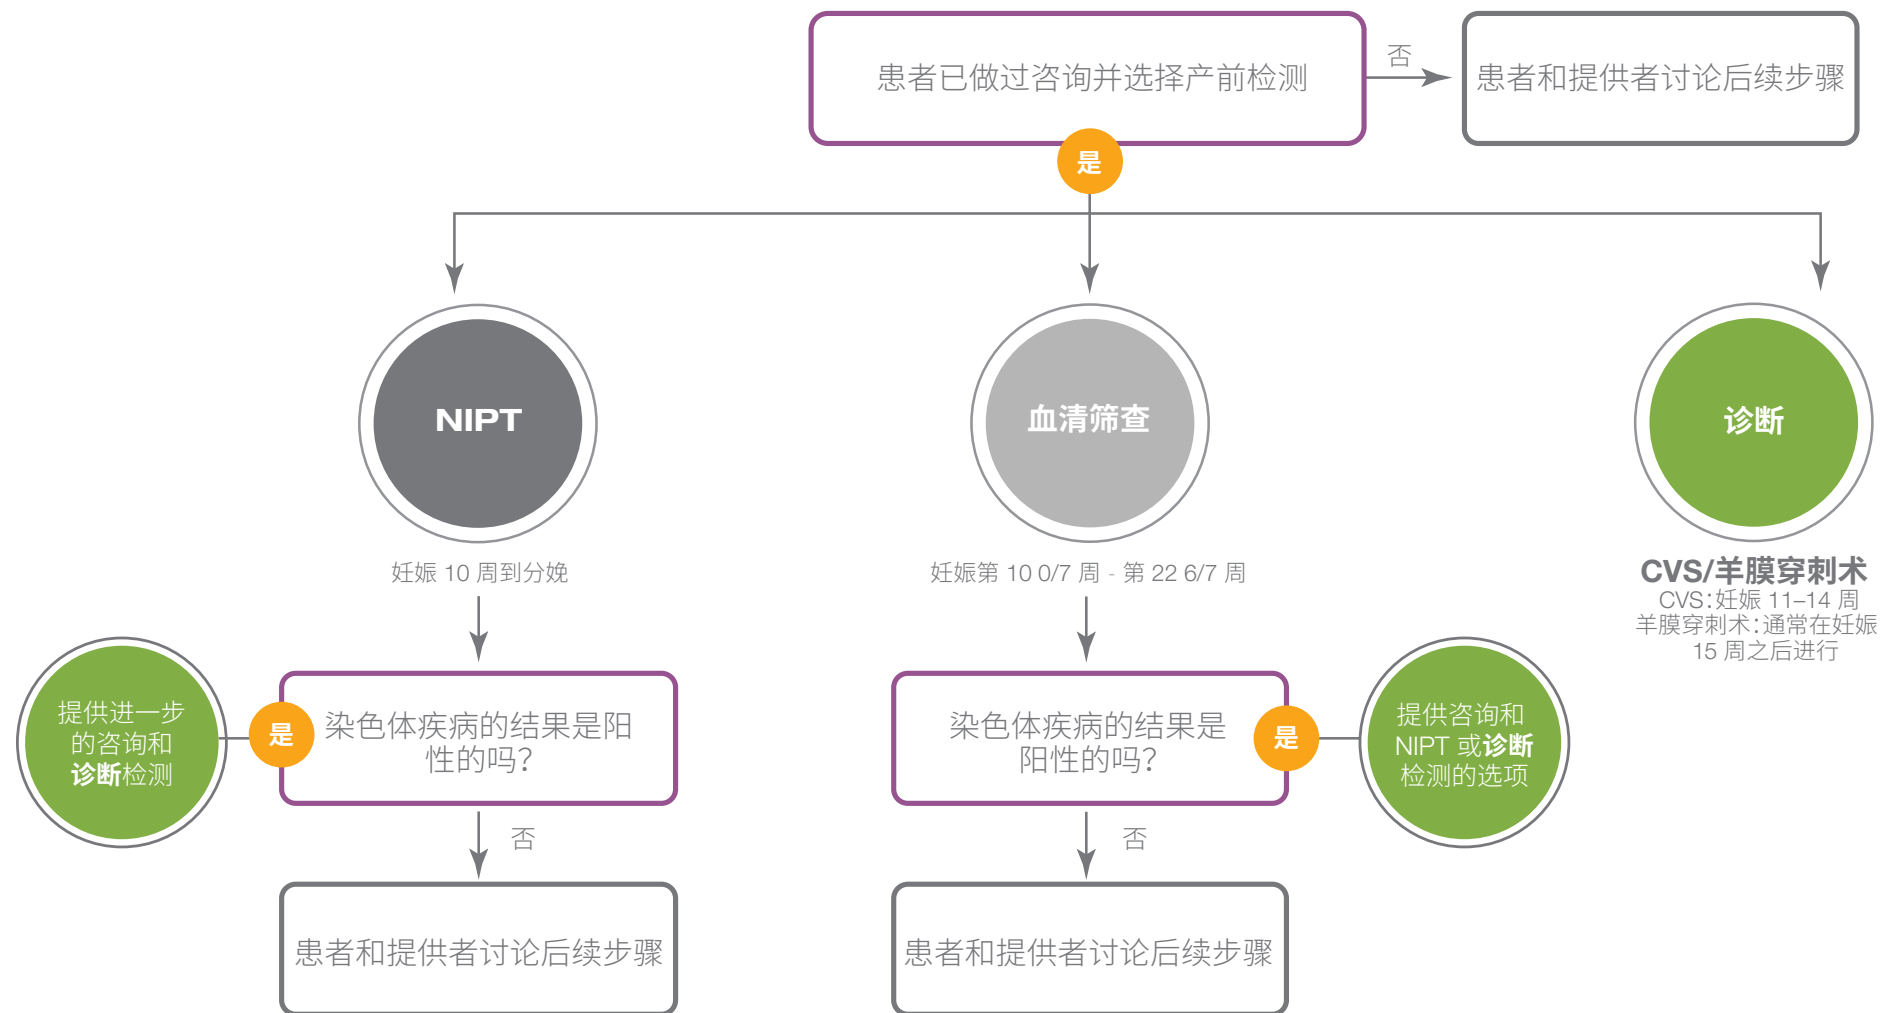 患者已做过咨询并选择产前检测
否
患者和提供者讨论后续步骤
是
NIPT
血清筛查
诊断
妊娠 10 周到分娩
妊娠第 10 0/7 周 - 第 22 6/7 周
CVS/羊膜穿刺术
CVS：妊娠 11–14 周
羊膜穿刺术：通常在妊娠
15 周之后进行
提供进一步
的咨询和
诊断检测
是
染色体疾病的结果是阳
性的吗？
染色体疾病的结果是
阳性的吗？
是
提供咨询和
NIPT 或诊断
检测的选项
否
否
患者和提供者讨论后续步骤
患者和提供者讨论后续步骤